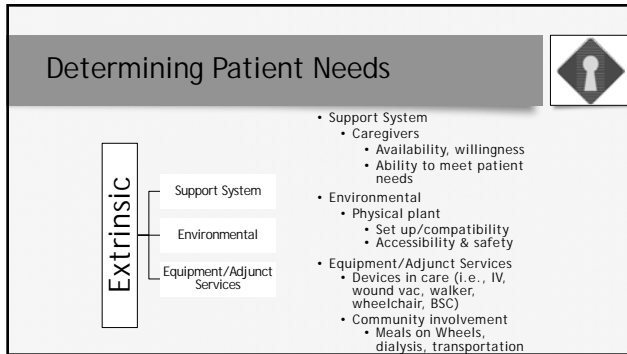 Determining Patient Needs
Extrinsic
Support System
Environmental
Equipment/Adjunct
Services
• Support System
• Caregivers
• Availability, willingness
• Ability to meet patient
needs
• Environmental
• Physical plant
• Set up/compatibility
• Accessibility & safety
• Equipment/Adjunct Services
• Devices in care (i.e., IV,
wound vac, walker,
wheelchair, BSC)
• Community involvement
• Meals on Wheels,
dialysis, transportation